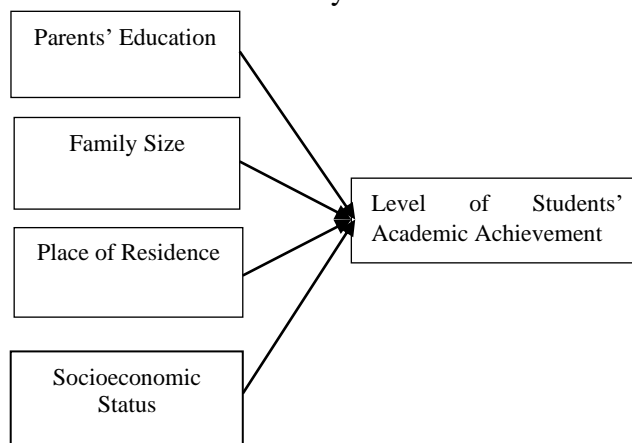 Parents’ Education
Family Size
Place of Residence
Socioeconomic
Status
Level of Students’
Academic Achievement